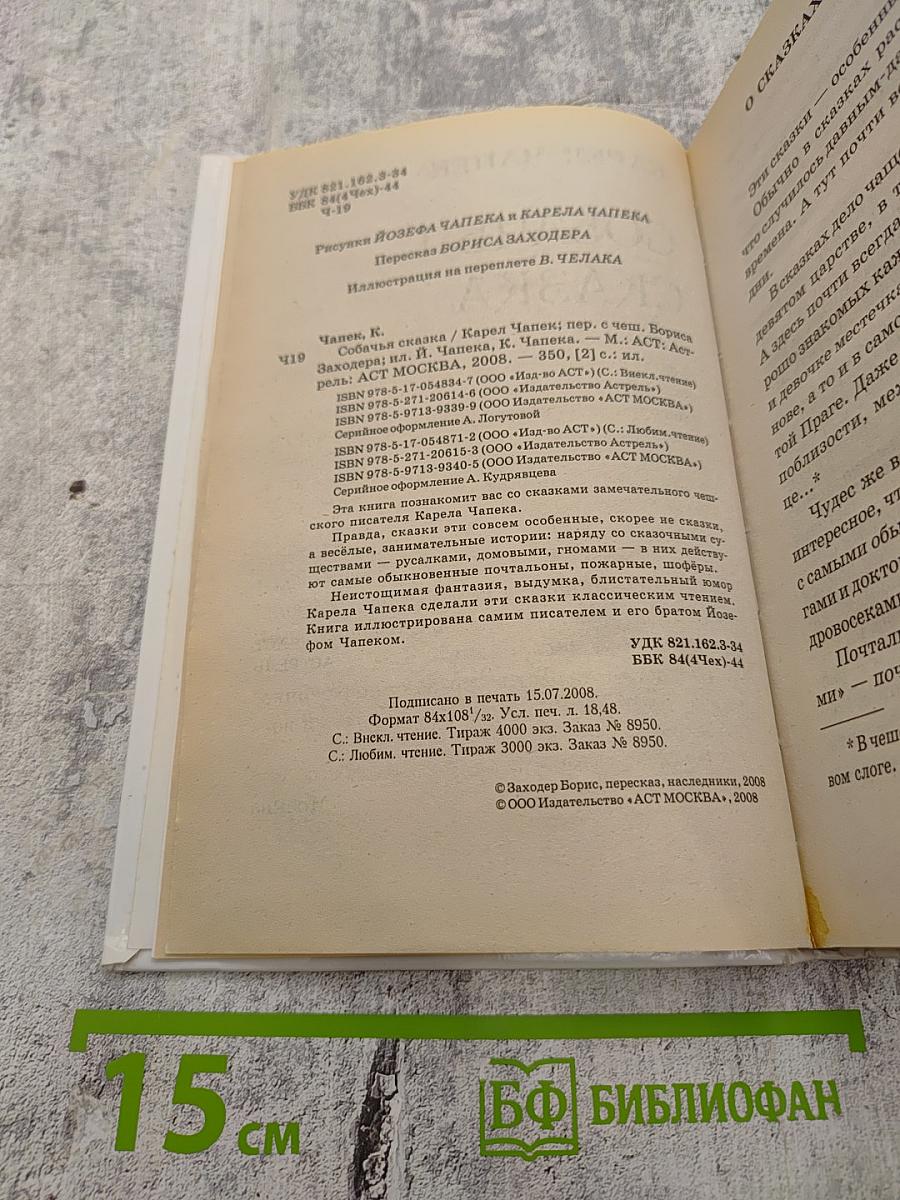 УДК 821.162.3-34
ББК 84(4Чех)-44
Ч-19
Рисунки ЙОЗЕФА ЧАПЕКА и КАРЕЛА ЧАПЕКА
Пересказ БОРИСА ЗАХОДЕРА
Иллюстрация на переплете В. ЧЕЛАКА
Чапек, К.
Ч19 Собачья сказка / Карел Чапек; пер. с чеш. Бориса
Заходера; ил. Й. Чапека, К. Чапека. — М.: АСТ: Аст-
рель: АСТ МОСКВА, 2008. — 350, [2] с.: ил.
ISBN 978-5-17-054834-7 (ООО «Изд-во АСТ») (С.: Внекл.чтение)
ISBN 978-5-271-20614-6 (ООО «Издательство Астрель»)
ISBN 978-5-9713-9339-9 (ООО Издательство «АСТ МОСКВА»)
Серийное оформление А. Логутовой
ISBN 978-5-17-054871-2 (ООО «Изд-во АСТ») (С.: Любим.чтение)
ISBN 978-5-271-20615-3 (ООО «Издательство Астрель»)
ISBN 978-5-9713-9340-5 (ООО Издательство «АСТ МОСКВА»)
Серийное оформление А. Кудрявцева
Эта книга познакомит вас со сказками замечательного чеш-
ского писателя Карела Чапека.
Правда, сказки эти совсем особенные, скорее не сказки,
а весёлые, занимательные истории: наряду со сказочными су-
ществами — русалками, домовыми, гномами — в них действу-
ют самые обыкновенные почтальоны, пожарные, шофёры.
Неистощимая фантазия, выдумка, блистательный юмор
Карела Чапека сделали эти сказки классическим чтением.
Книга иллюстрирована самим писателем и его братом Йозе-
фом Чапеком.
УДК 821.162.3-34
ББК 84(4Чех)-44
Подписано в печать 15.07.2008.
Формат 84х108¹/₃₂. Усл. печ. л. 18,48.
С.: Внекл. чтение. Тираж 4000 экз. Заказ № 8950.
С.: Любим. чтение. Тираж 3000 экз. Заказ № 8950.
© Заходер Борис, пересказ, наследники, 2008
© ООО Издательство «АСТ МОСКВА», 2008
О СКАЗКАХ
Эти сказки — особенны
Обычно в сказках рас
что случилось давным-да
времена. А тут почти вс
дни.
В сказках дело чаще
девятом царстве, в т
А здесь почти всегда
рошо знакомых каж
и девочке местечка
нове, а то и в само
той Праге. Даже
поблизости, меж
це...*
Чудес же в
интересное, чт
с самыми обы
гами и доктор
дровосекам
Почталь
ми» — поч
* В чеш
вом слоге.
15 см
БФ БИБЛИОФАН